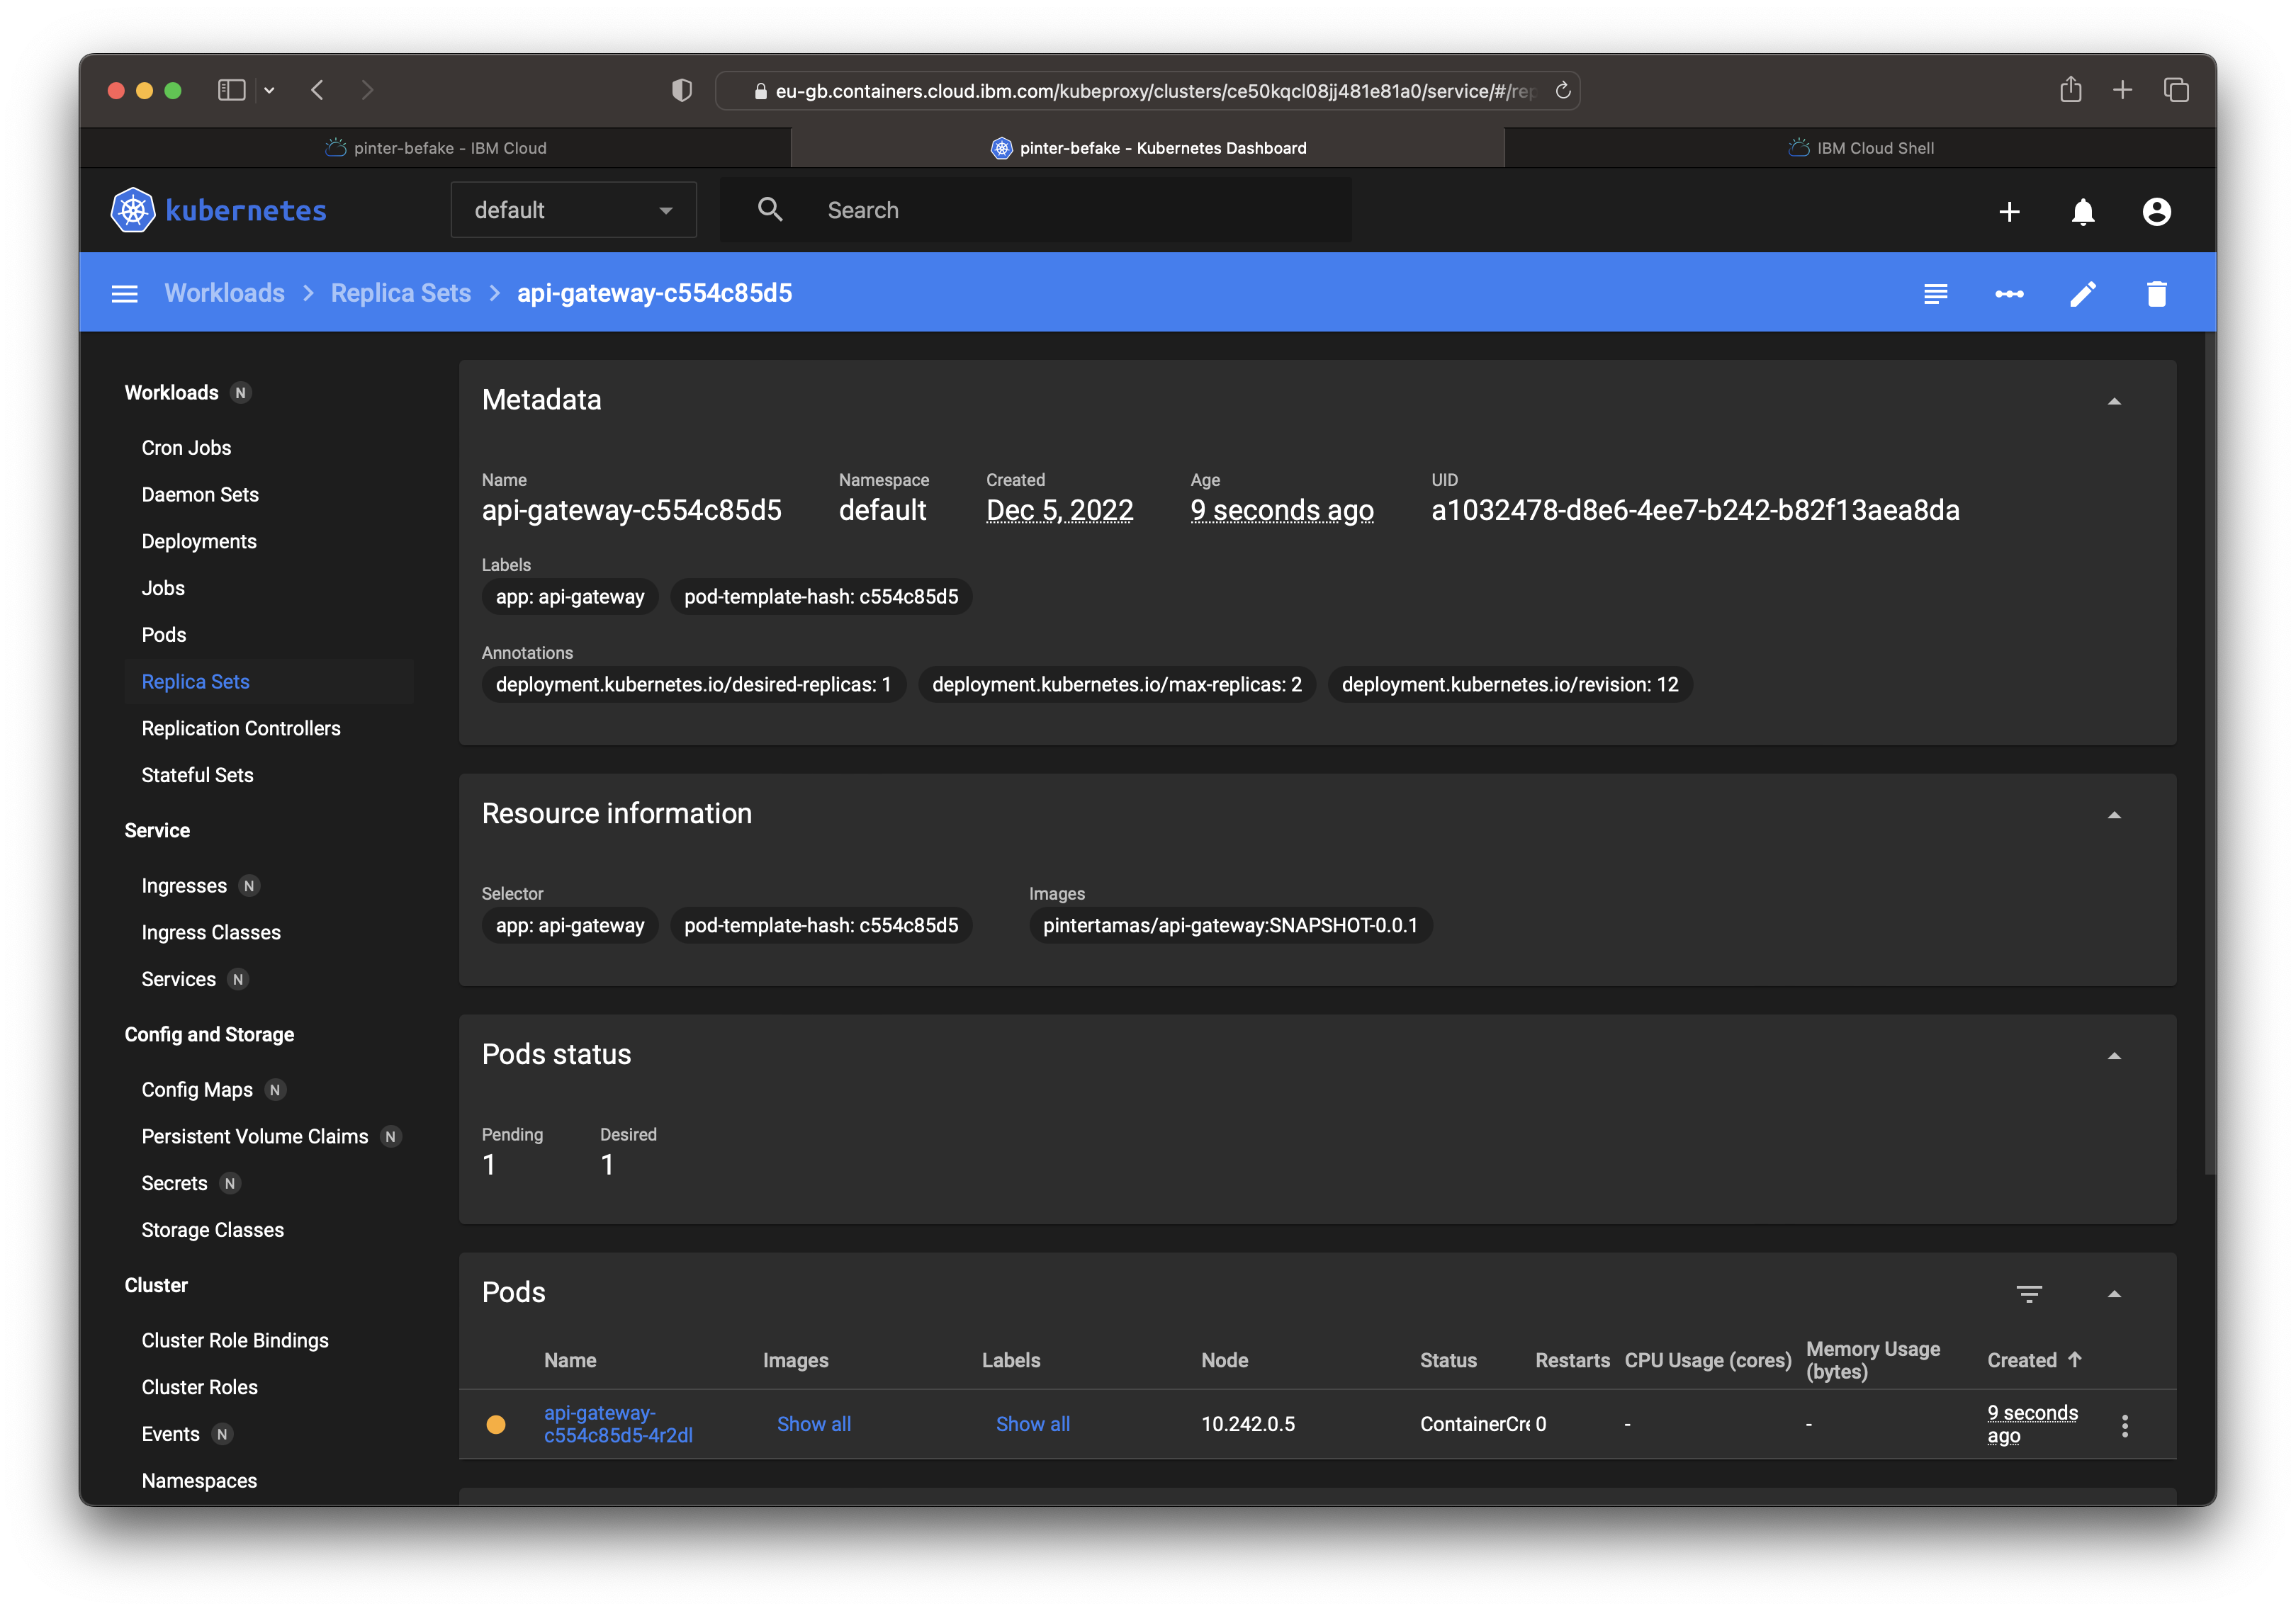 eu-gb.containers.cloud.ibm.com/kubeproxy/clusters/ce50kqcl08jj481e81a0/service/#/rep
pinter-befake - IBM Cloud
pinter-befake - Kubernetes Dashboard
IBM Cloud Shell
kubernetes
default
Search
Workloads > Replica Sets > api-gateway-c554c85d5
Workloads N
Cron Jobs
Daemon Sets
Deployments
Jobs
Pods
Replica Sets
Replication Controllers
Stateful Sets
Service
Ingresses N
Ingress Classes
Services N
Config and Storage
Config Maps N
Persistent Volume Claims N
Secrets N
Storage Classes
Cluster
Cluster Role Bindings
Cluster Roles
Events N
Namespaces
Metadata
Name Namespace Created Age UID
api-gateway-c554c85d5 default Dec 5, 2022 9 seconds ago a1032478-d8e6-4ee7-b242-b82f13aea8da
Labels
app: api-gateway pod-template-hash: c554c85d5
Annotations
deployment.kubernetes.io/desired-replicas: 1 deployment.kubernetes.io/max-replicas: 2 deployment.kubernetes.io/revision: 12
Resource information
Selector Images
app: api-gateway pod-template-hash: c554c85d5 pintertamas/api-gateway:SNAPSHOT-0.0.1
Pods status
Pending Desired
1 1
Pods
Name Images Labels Node Status Restarts CPU Usage (cores) Memory Usage (bytes) Created
api-gateway-
c554c85d5-4r2dl
Show all Show all 10.242.0.5 ContainerCre 0 - -
9 seconds
ago